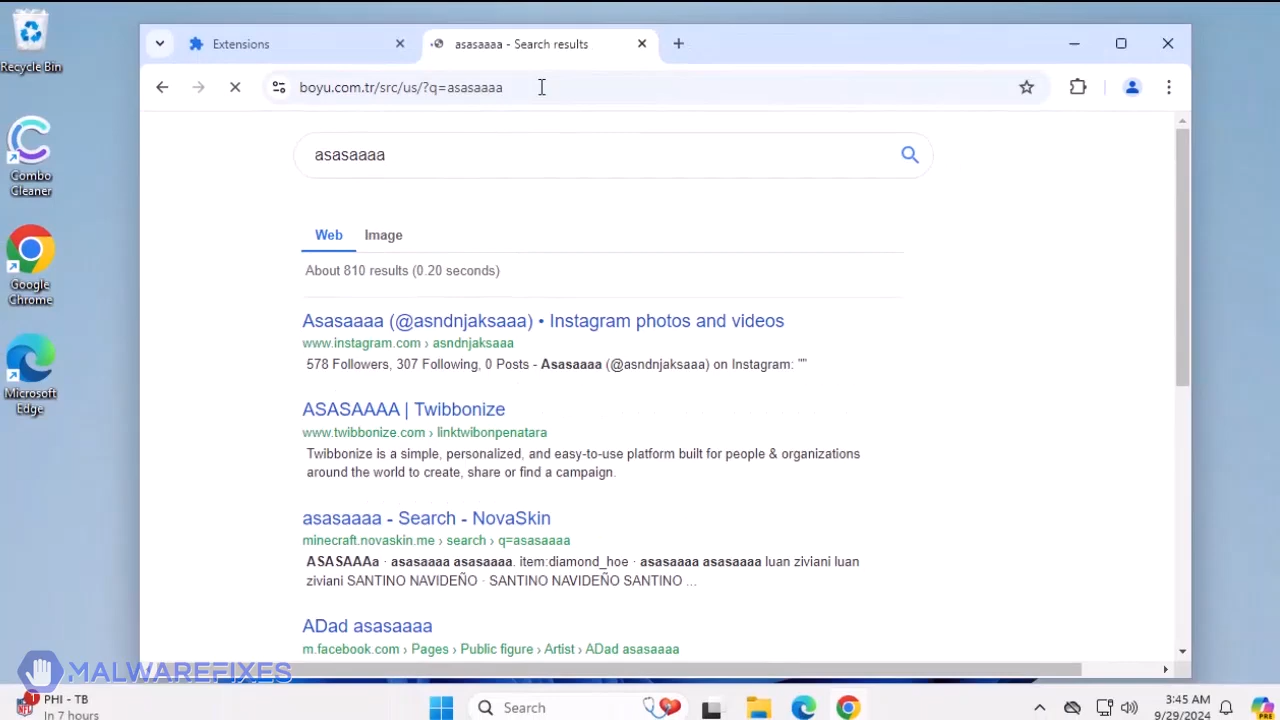 Recycle Bin
Combo
Cleaner
Google
Chrome
Microsoft
Edge
Extensions
asasaaaa - Search results
boyu.com.tr/src/us/?q=asasaaaa
asasaaaa
Web Image
About 810 results (0.20 seconds)
Asasaaaa (@asndnjaksaaa) • Instagram photos and videos
www.instagram.com › asndnjaksaaa
578 Followers, 307 Following, 0 Posts - Asasaaaa (@asndnjaksaaa) on Instagram: ""
ASASAAAA | Twibbonize
www.twibbonize.com › linktwibonpenatara
Twibbonize is a simple, personalized, and easy-to-use platform built for people & organizations
around the world to create, share or find a campaign.
asasaaaa - Search - NovaSkin
minecraft.novaskin.me › search › q=asasaaaa
ASASAAAa · asasaaaa asasaaaa. item:diamond_hoe · asasaaaa asasaaaa luan ziviani luan
ziviani SANTINO NAVIDEÑO · SANTINO NAVIDEÑO SANTINO ...
ADad asasaaaa
m.facebook.com › Pages › Public figure › Artist › ADad asasaaaa
MALWAREFIXES
PHI - TB
In 7 hours
Search
3:45 AM
9/29/2024
PRE